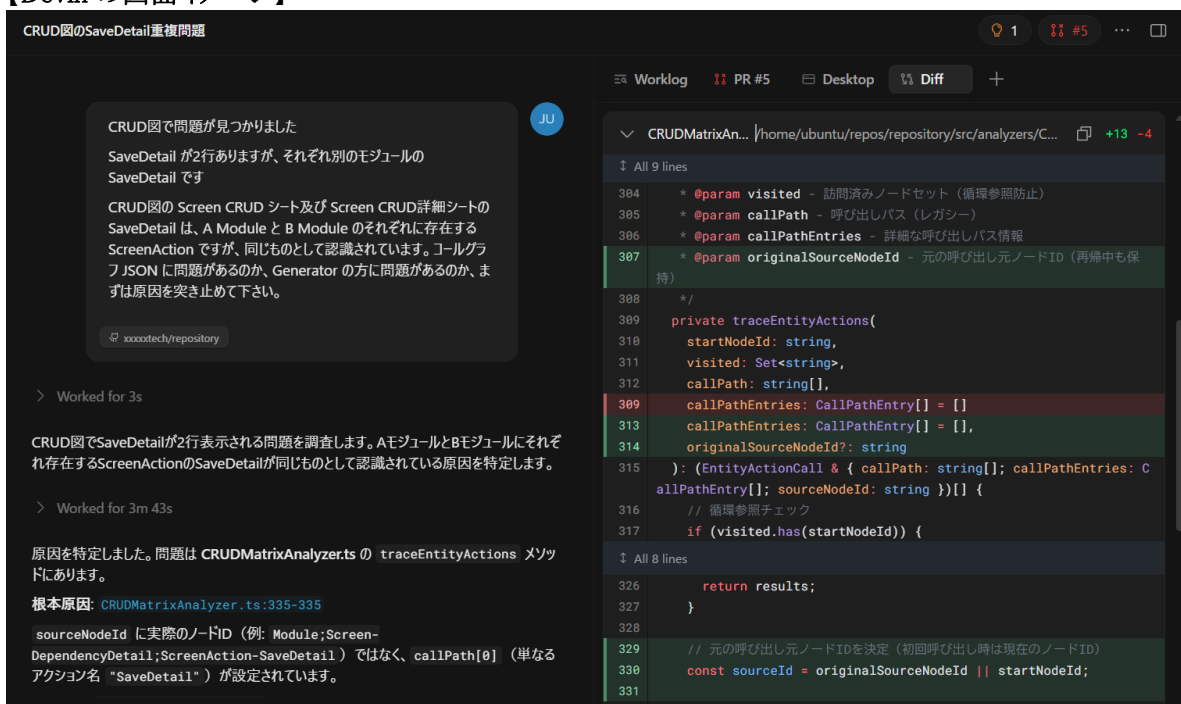 【Devin の画面イメージ】
CRUD図のSaveDetail重複問題
1
#5
Worklog
PR #5
Desktop
Diff
JU
CRUD図で問題が見つかりました
SaveDetail が2行ありますが、それぞれ別のモジュールの
SaveDetail です
CRUD図の Screen CRUD シート及び Screen CRUD詳細シートの
SaveDetail は、A Module と B Module のそれぞれに存在する
ScreenAction ですが、同じものとして認識されています。コールグラ
フ JSON に問題があるのか、Generator の方に問題があるのか、ま
ずは原因を突き止めて下さい。
xxxxxtech/repository
Worked for 3s
CRUD図でSaveDetailが2行表示される問題を調査します。AモジュールとBモジュールにそれぞ
れ存在するScreenActionのSaveDetailが同じものとして認識されている原因を特定します。
Worked for 3m 43s
原因を特定しました。問題は CRUDMatrixAnalyzer.ts の traceEntityActions メソッ
ドにあります。
根本原因: CRUDMatrixAnalyzer.ts:335-335
sourceNodeId に実際のノードID（例: Module;Screen-
DependencyDetail;ScreenAction-SaveDetail）ではなく、callPath[0]（単なる
アクション名 "SaveDetail"）が設定されています。
CRUDMatrixAn... /home/ubuntu/repos/repository/src/analyzers/C... +13 -4
All 9 lines
304 * @param visited - 訪問済みノードセット（循環参照防止）
305 * @param callPath - 呼び出しパス（レガシー）
306 * @param callPathEntries - 詳細な呼び出しパス情報
307 * @param originalSourceNodeId - 元の呼び出し元ノードID（再帰中も保
持）
308 */
309 private traceEntityActions(
310 startNodeId: string,
311 visited: Set<string>,
312 callPath: string[],
309 callPathEntries: CallPathEntry[] = []
313 callPathEntries: CallPathEntry[] = [],
314 originalSourceNodeId?: string
315 ): (EntityActionCall & { callPath: string[]; callPathEntries: C
allPathEntry[]; sourceNodeId: string })[] {
316 // 循環参照チェック
317 if (visited.has(startNodeId)) {
All 8 lines
326 return results;
327 }
328
329 // 元の呼び出し元ノードIDを決定（初回呼び出し時は現在のノードID）
330 const sourceId = originalSourceNodeId || startNodeId;
331